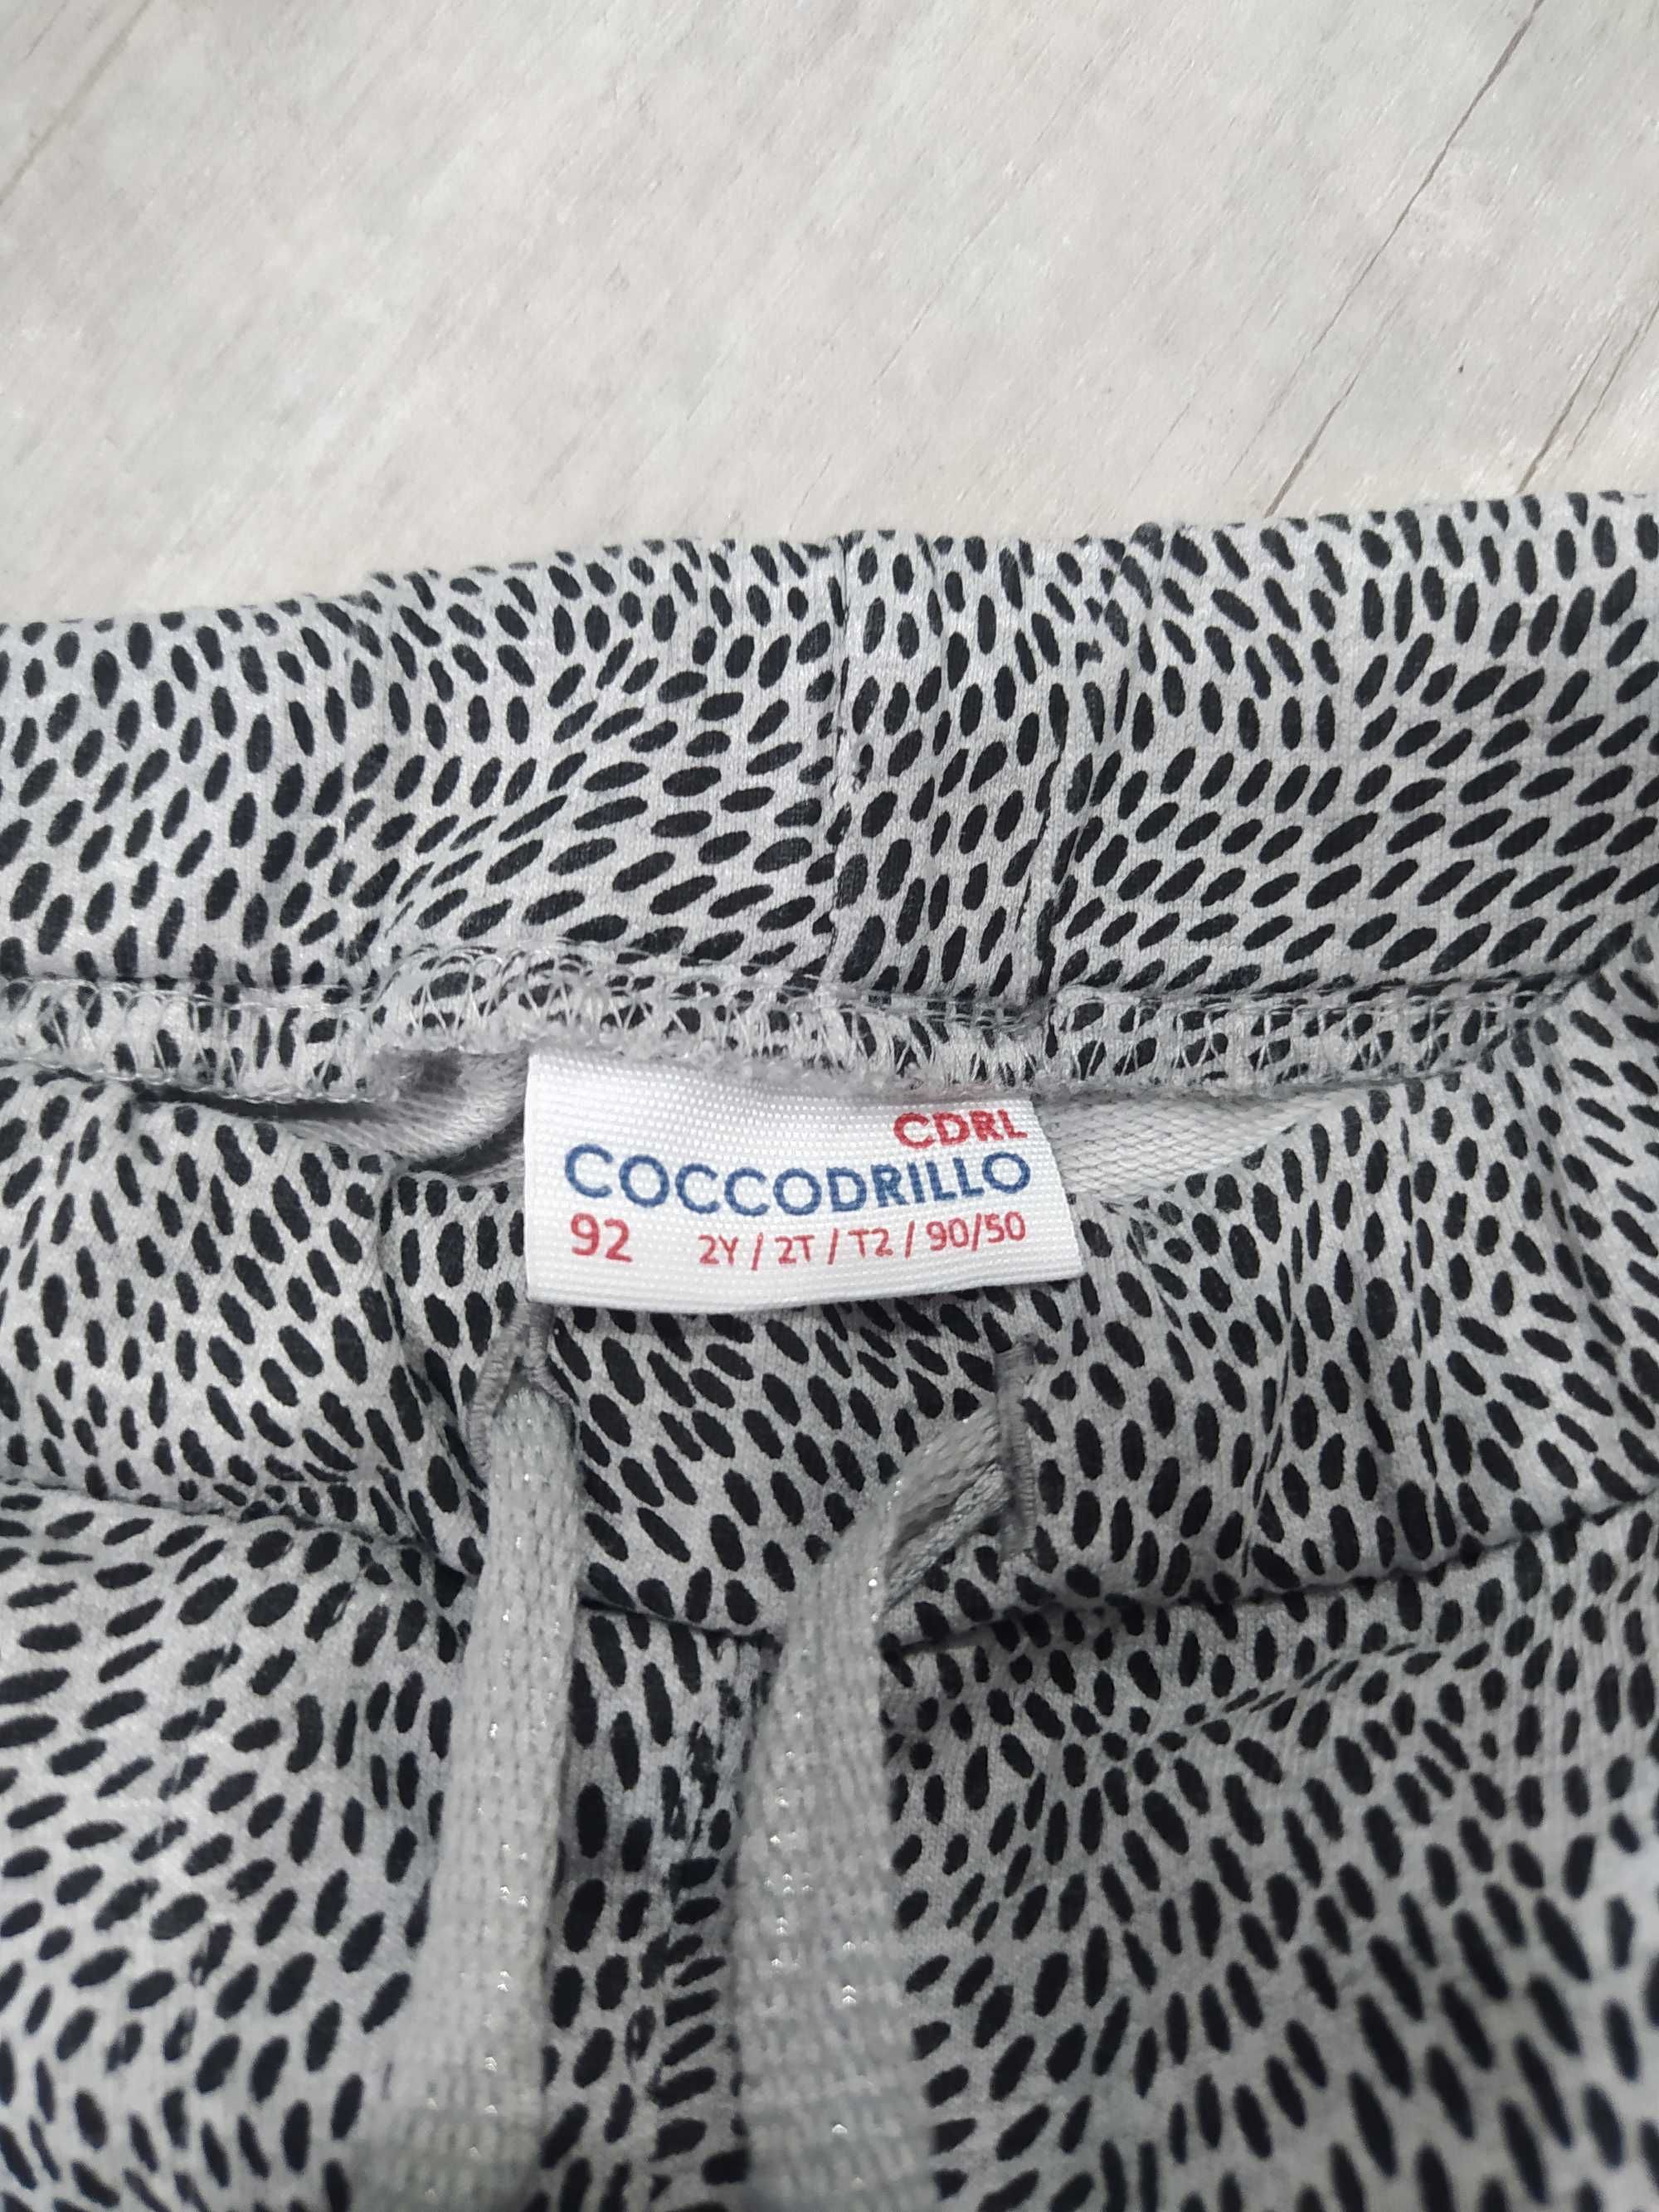 CDRL
COCCODRILLO
92 2Y / 2T / T2 / 90/50